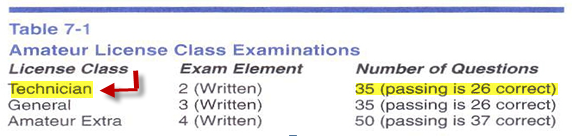 Table 7-1
Amateur License Class Examinations
License Class Exam Element Number of Questions
Technician 2 (Written) 35 (passing is 26 correct)
General 3 (Written) 35 (passing is 26 correct)
Amateur Extra 4 (Written) 50 (passing is 37 correct)